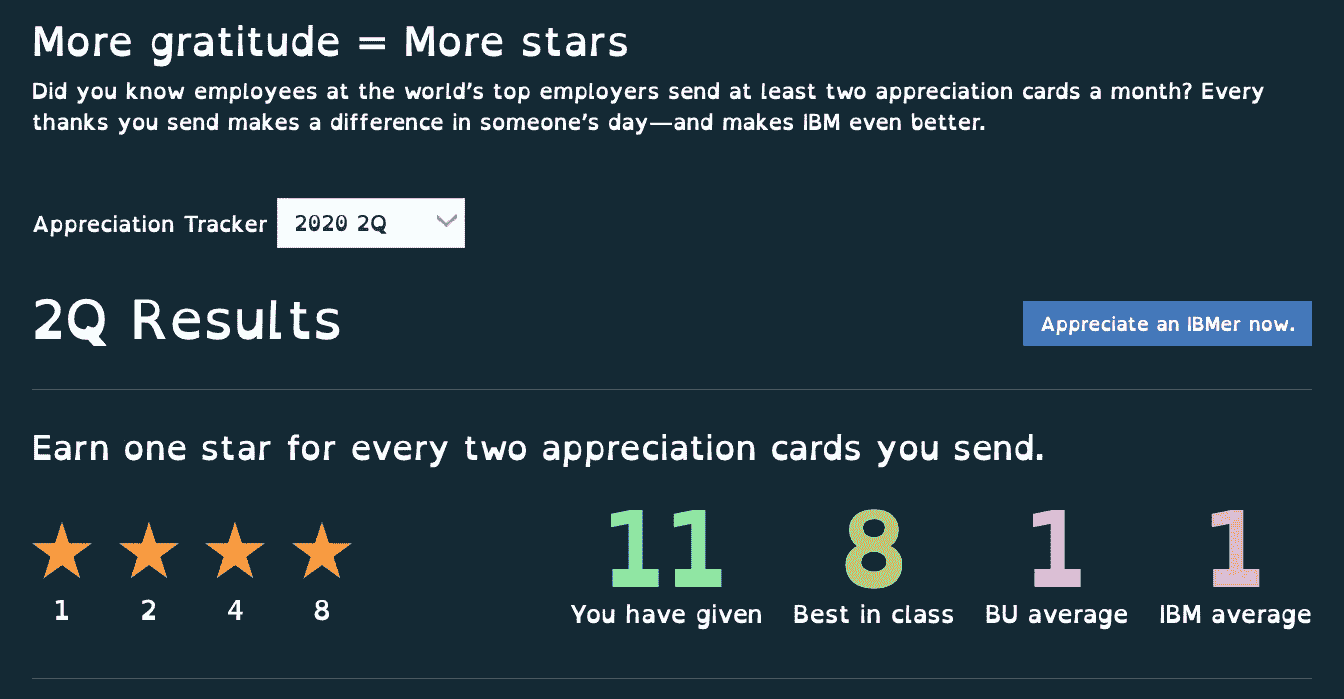 More gratitude = More stars
Did you know employees at the world's top employers send at least two appreciation cards a month? Every
thanks you send makes a difference in someone's day—and makes IBM even better.
Appreciation Tracker 2020 2Q
2Q Results
Appreciate an IBMer now.
Earn one star for every two appreciation cards you send.
1 2 4 8
11 8 1 1
You have given Best in class BU average IBM average